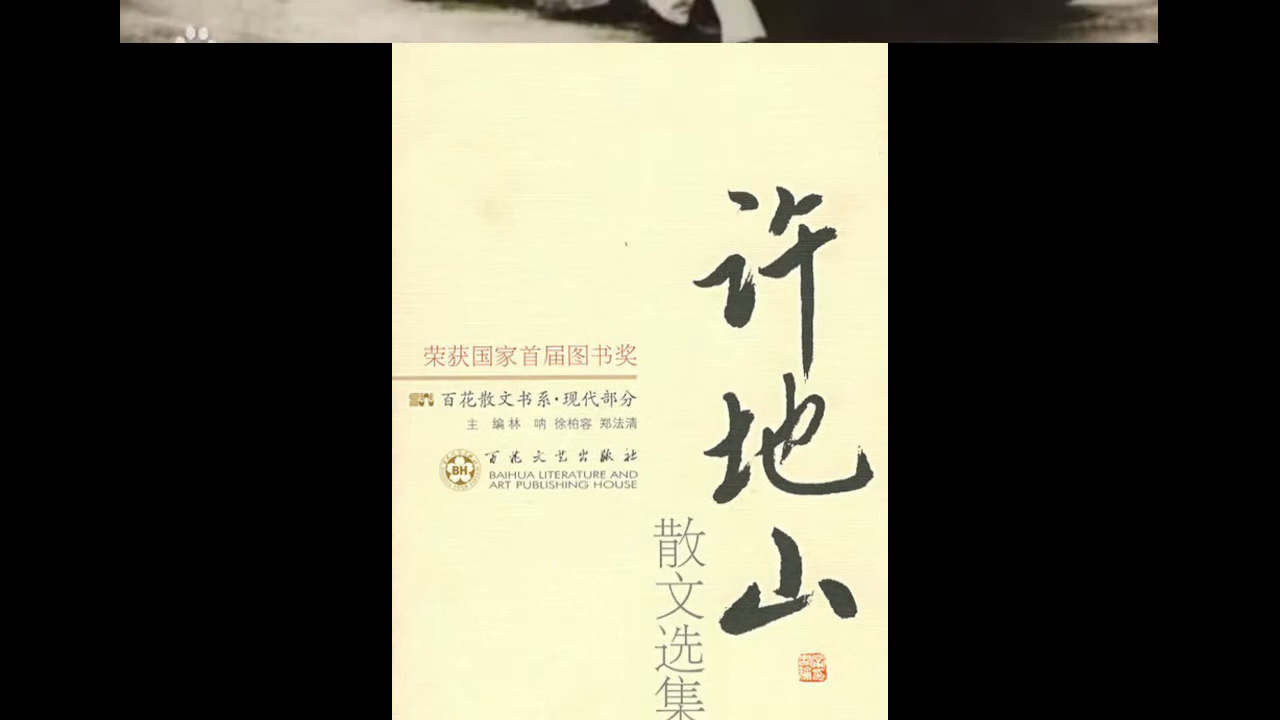 许地山
散文选集
荣获国家首届图书奖
百花散文书系·现代部分
主 编 林 呐 徐柏容 郑法清
百花文艺出版社
BH
BAIHUA LITERATURE AND
ART PUBLISHING HOUSE